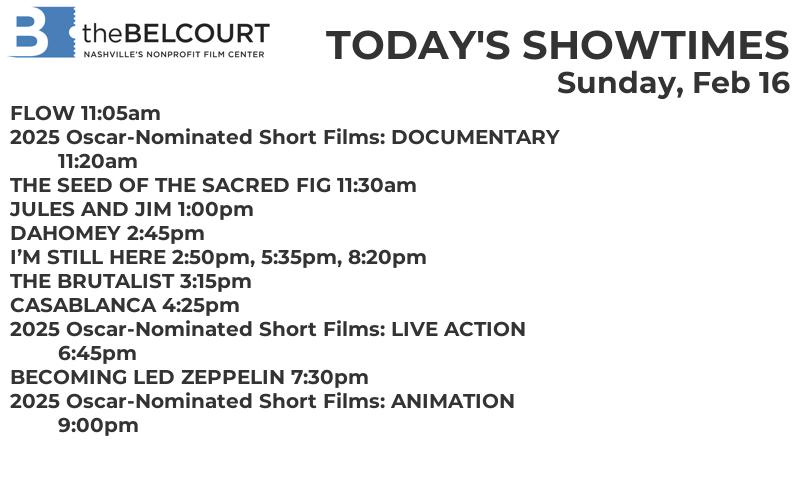 B theBELCOURT
NASHVILLE'S NONPROFIT FILM CENTER
TODAY'S SHOWTIMES
Sunday, Feb 16
FLOW 11:05am
2025 Oscar-Nominated Short Films: DOCUMENTARY
11:20am
THE SEED OF THE SACRED FIG 11:30am
JULES AND JIM 1:00pm
DAHOMEY 2:45pm
I’M STILL HERE 2:50pm, 5:35pm, 8:20pm
THE BRUTALIST 3:15pm
CASABLANCA 4:25pm
2025 Oscar-Nominated Short Films: LIVE ACTION
6:45pm
BECOMING LED ZEPPELIN 7:30pm
2025 Oscar-Nominated Short Films: ANIMATION
9:00pm